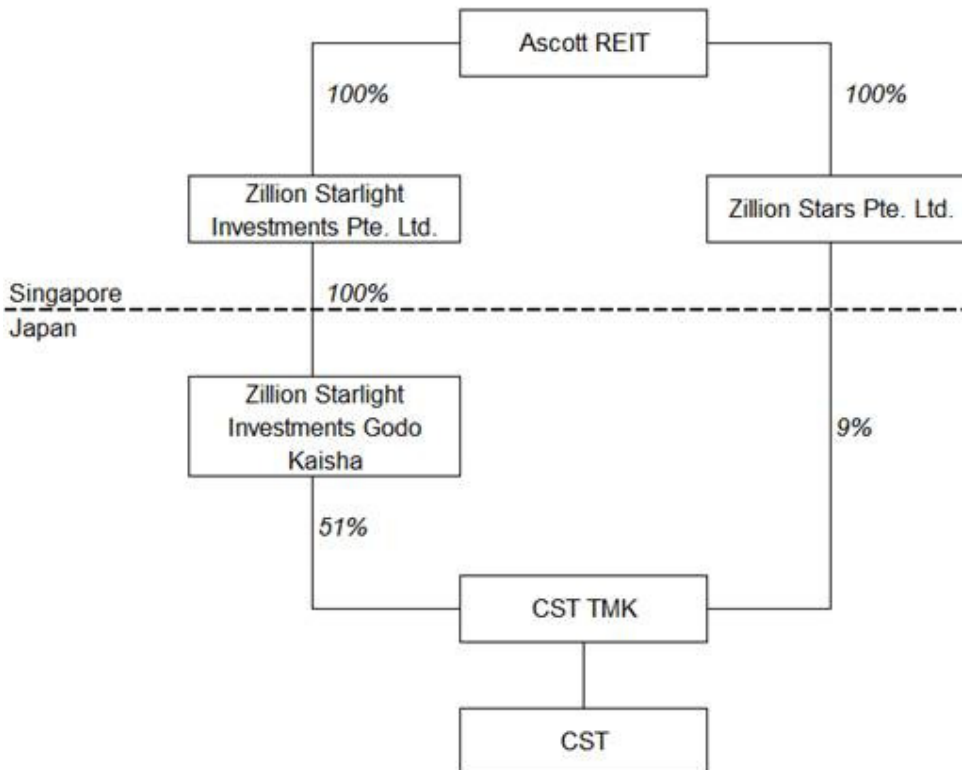 Ascott REIT
100%
100%
Zillion Starlight
Investments Pte. Ltd.
Zillion Stars Pte. Ltd.
Singapore
100%
Japan
Zillion Starlight
Investments Godo
Kaisha
9%
51%
CST TMK
CST